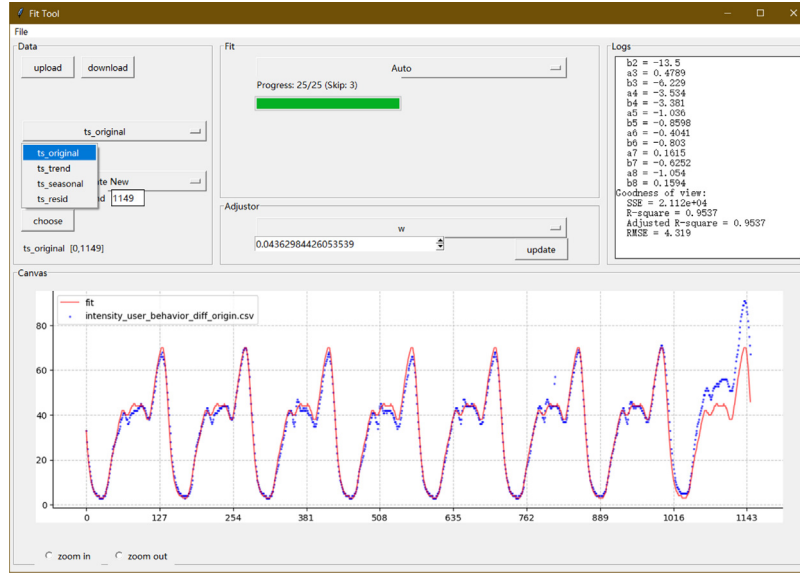 Fit Tool
File
Data
upload
download
ts_original
ts_original
ts_trend
ts_seasonal
ts_resid
te New
d
1149
choose
ts_original [0,1149]
Fit
Auto
Progress: 25/25 (Skip: 3)
Adjustor
w
0.04362984426053539
update
Logs
b2 = -13.5
a3 = 0.4789
b3 = -6.229
a4 = -3.534
b4 = -3.381
a5 = -1.036
b5 = -0.8598
a6 = -0.4041
b6 = -0.803
a7 = 0.1615
b7 = -0.6252
a8 = -1.054
b8 = 0.1594
Goodness of view:
SSE = 2.112e+04
R-square = 0.9537
Adjusted R-square = 0.9537
RMSE = 4.319
Canvas
fit
intensity_user_behavior_diff_origin.csv
80
60
40
20
0
0 127 254 381 508 635 762 889 1016 1143
zoom in
zoom out